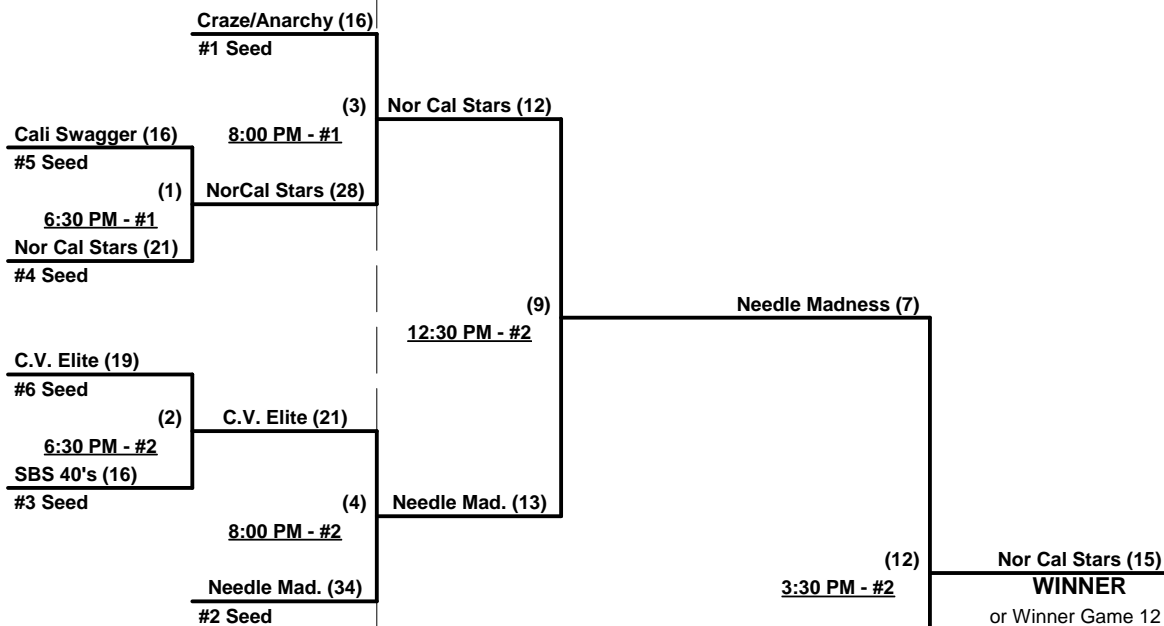 Craze/Anarchy (16)
#1 Seed
(3)
Nor Cal Stars (12)
8:00 PM - #1
Cali Swagger (16)
#5 Seed
(1)
NorCal Stars (28)
6:30 PM - #1
Nor Cal Stars (21)
#4 Seed
(9)
Needle Madness (7)
12:30 PM - #2
C.V. Elite (19)
#6 Seed
(2)
C.V. Elite (21)
6:30 PM - #2
SBS 40's (16)
#3 Seed
(4)
Needle Mad. (13)
8:00 PM - #2
Needle Mad. (34)
#2 Seed
(12)
Nor Cal Stars (15)
3:30 PM - #2
WINNER
or Winner Game 12